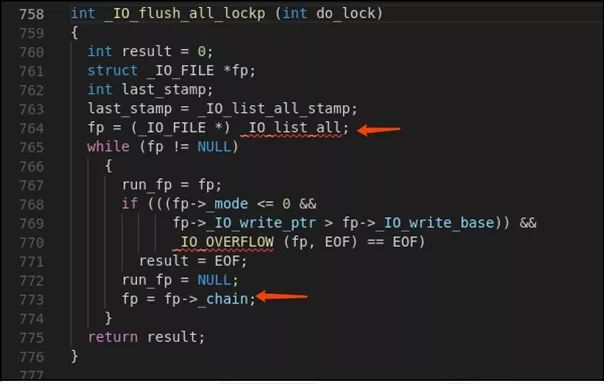 758 int _IO_flush_all_lockp (int do_lock)
759 {
760 int result = 0;
761 struct _IO_FILE *fp;
762 int last_stamp;
763 last_stamp = _IO_list_all_stamp;
764 fp = (_IO_FILE *) _IO_list_all;
765 while (fp != NULL)
766 {
767 run_fp = fp;
768 if (((fp->_mode <= 0 &&
769 fp->_IO_write_ptr > fp->_IO_write_base)) &&
770 _IO_OVERFLOW (fp, EOF) == EOF)
771 result = EOF;
772 run_fp = NULL;
773 fp = fp->_chain;
774 }
775 return result;
776 }
777